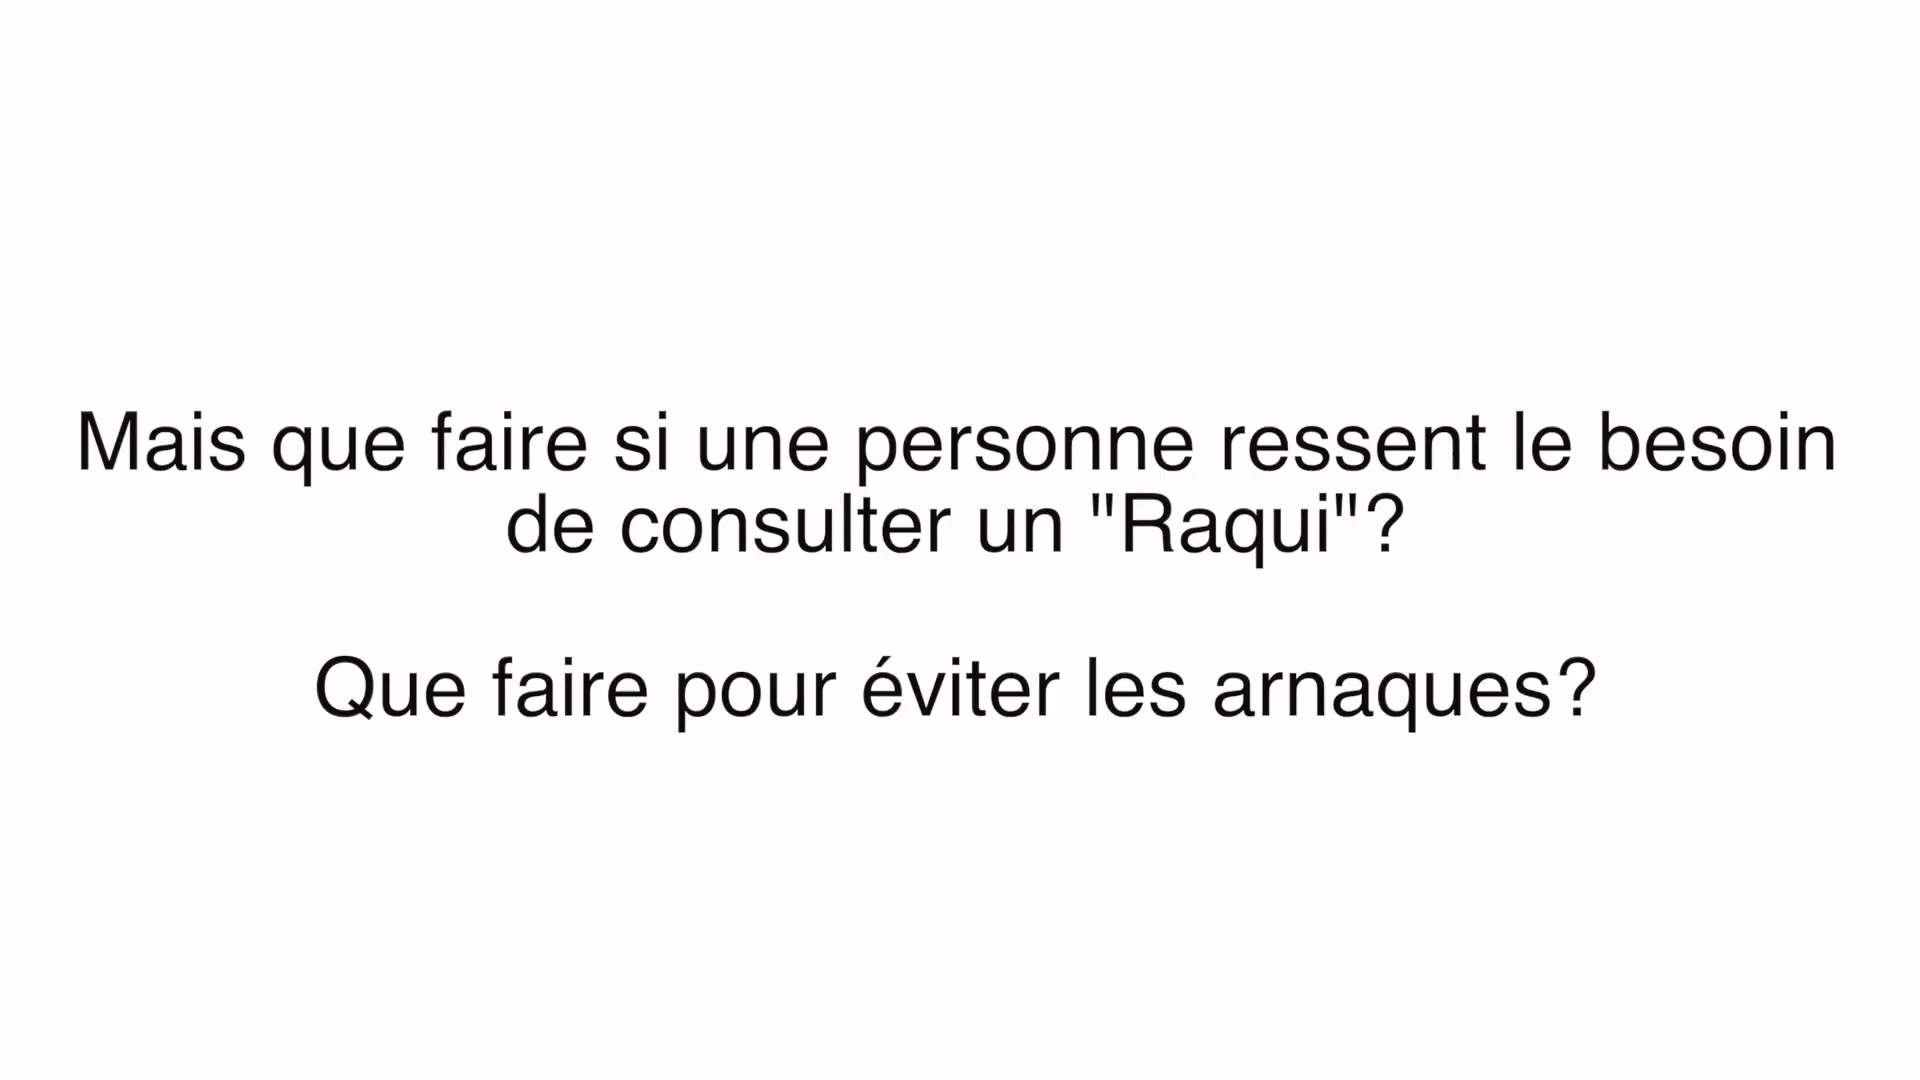 Mais que faire si une personne ressent le besoin
de consulter un "Raqui"?
Que faire pour éviter les arnaques?